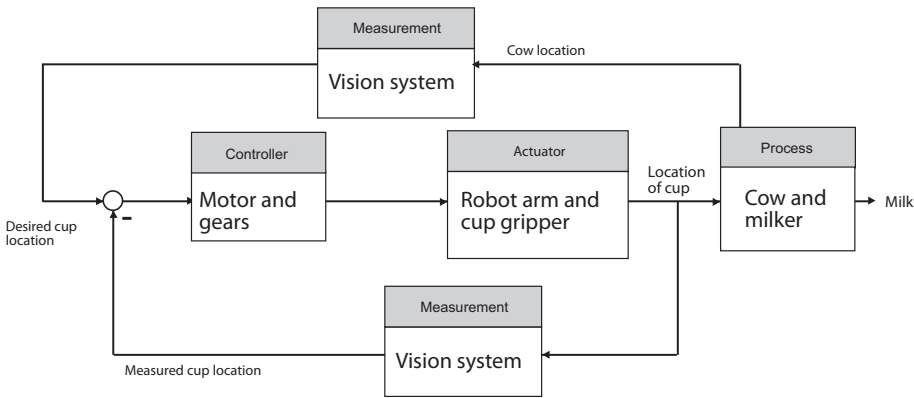 Measurement
Vision system
Cow location
Controller
Motor and
gears
Actuator
Robot arm and
cup gripper
Location
of cup
Process
Cow and
milker
Milk
Desired cup
location
-
Measurement
Vision system
Measured cup location